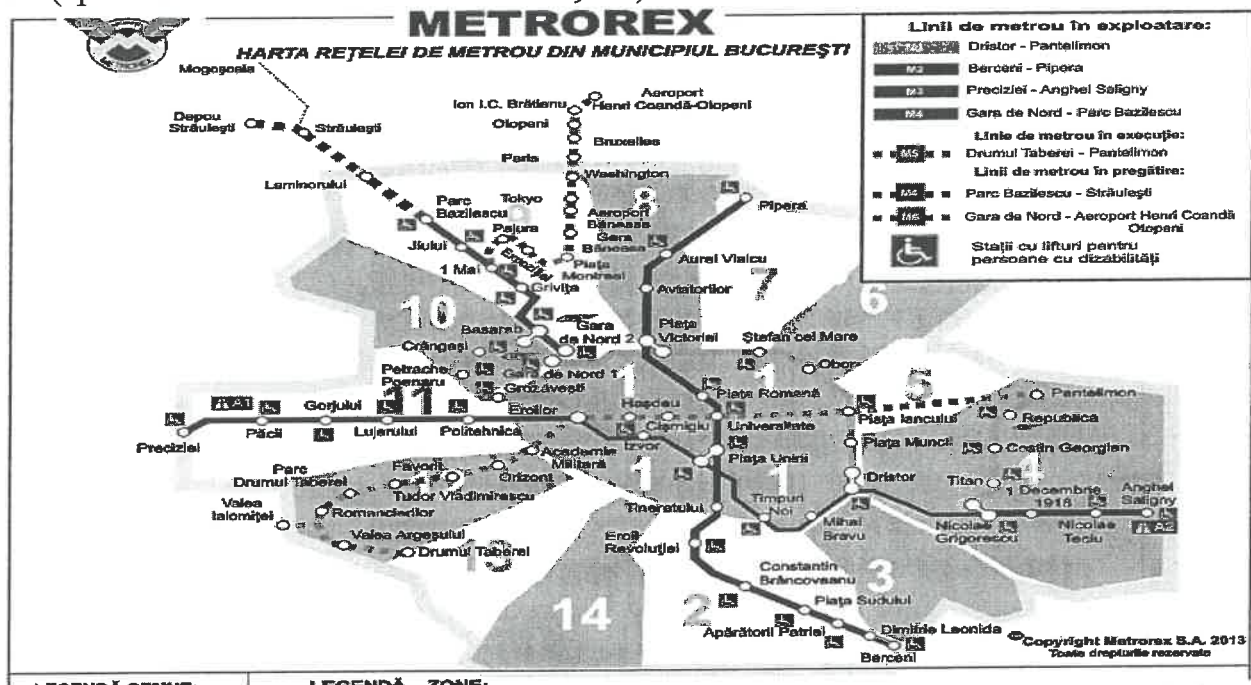 METROREX
HARTA REȚELEI DE METROU DIN MUNICIPIUL BUCUREȘTI
METROREX
Linii de metrou în exploatare:
Dristor - Pantelimon
M2 Berceni - Pipera
M3 Preciziei - Anghel Saligny
M4 Gara de Nord - Parc Bazilescu
Linie de metrou în execuție:
M5 Drumul Taberei - Pantelimon
Linii de metrou în pregătire:
M4 Parc Bazilescu - Străulești
M6 Gara de Nord - Aeroport Henri Coandă
Otopeni
Stații cu lifturi pentru
persoane cu dizabilități
Mogoșoaia
Depou
Străulești
Străulești
Laminorului
Parc
Bazilescu
Jiului
1 Mai
Grivița
Pajura
Expoziției
Ion I.C. Brătianu
Aeroport
Henri Coandă-Otopeni
Otopeni
Bruxelles
Paris
Washington
Tokyo
Aeroport
Băneasa
Gara
Băneasa
Piața
Montreal
8
Pipera
Aurel Vlaicu
7
Aviatorilor
6
Piața
Victoriei
10
Basarab
Gara
de Nord 2
Crângași
Gara de Nord 1
Petrache
Poenaru
Grozăvești
Ștefan cel Mare
Obor
1
1
5
Piața Romană
Pantelimon
Republica
Piața Iancului
A1
11
Eroilor
Hașdeu
Cișmigiu
Universitate
Preciziei
Păcii
Gorjului
Lujerului
Politehnica
Izvor
Piața Muncii
Costin Georgian
Academia
Militară
Piața Unirii
1
1
Dristor
4
Titan
Parc
Drumul Taberei
Favorit
Orizont
Tudor Vladimirescu
Romancierilor
Valea
Ialomiței
Valea Argeșului
Drumul Taberei
13
Tineretului
Timpuri
Noi
Mihai
Bravu
1 Decembrie
1918
Anghel
Saligny
Nicolae
Grigorescu
Nicolae
Teclu
A2
Eroii
Revoluției
3
Constantin
Brâncoveanu
2
Piața Sudului
14
Apărătorii Patriei
Dimitrie Leonida
Berceni
©Copyright Metrorex S.A. 2013
Toate drepturile rezervate
LEGENDĂ ZONE: